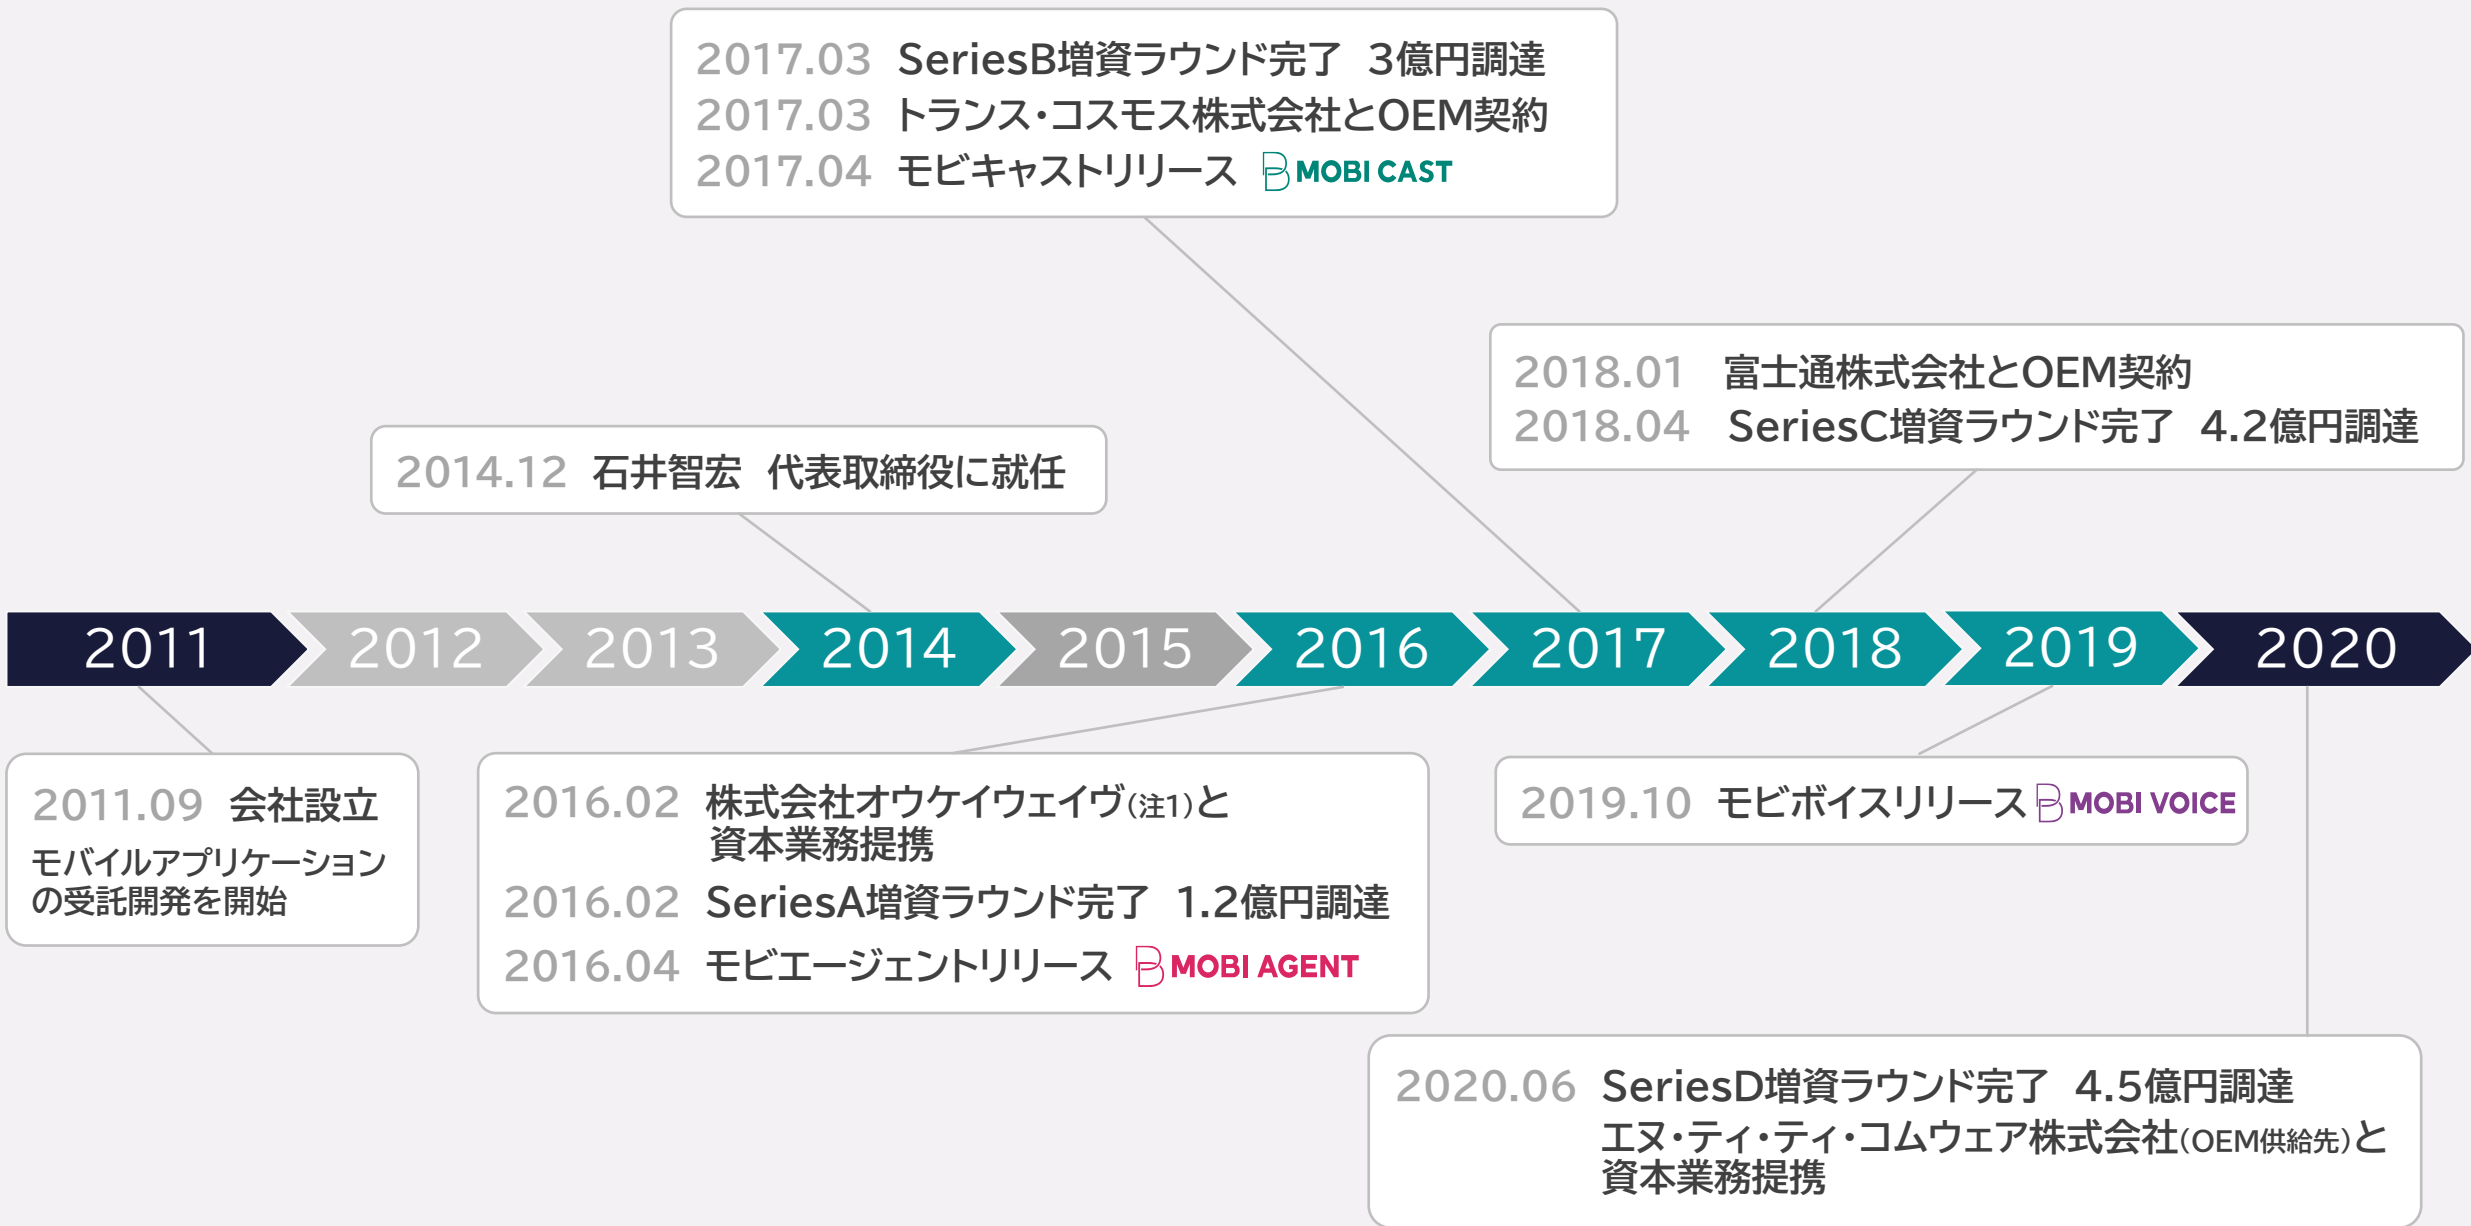 2017.03 SeriesB増資ラウンド完了 3億円調達
2017.03 トランス・コスモス株式会社とOEM契約
2017.04 モビキャストリリース MOBI CAST
2018.01 富士通株式会社とOEM契約
2018.04 SeriesC増資ラウンド完了 4.2億円調達
2014.12 石井智宏 代表取締役に就任
2011 2012 2013 2014 2015 2016 2017 2018 2019 2020
2011.09 会社設立
モバイルアプリケーション
の受託開発を開始
2016.02 株式会社オウケイウェイヴ(注1)と
資本業務提携
2016.02 SeriesA増資ラウンド完了 1.2億円調達
2016.04 モビエージェントリリース MOBI AGENT
2019.10 モビボイスリリース MOBI VOICE
2020.06 SeriesD増資ラウンド完了 4.5億円調達
エヌ・ティ・ティ・コムウェア株式会社(OEM供給先)と
資本業務提携